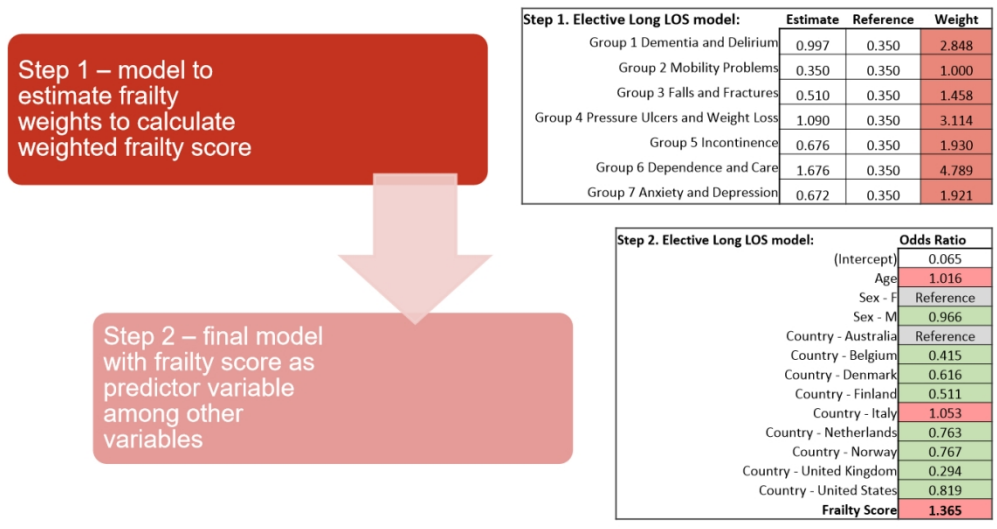 Step 1 – model to
estimate frailty
weights to calculate
weighted frailty score
Step 2 – final model
with frailty score as
predictor variable
among other
variables
Step 1. Elective Long LOS model: Estimate Reference Weight
Group 1 Dementia and Delirium 0.997 0.350 2.848
Group 2 Mobility Problems 0.350 0.350 1.000
Group 3 Falls and Fractures 0.510 0.350 1.458
Group 4 Pressure Ulcers and Weight Loss 1.090 0.350 3.114
Group 5 Incontinence 0.676 0.350 1.930
Group 6 Dependence and Care 1.676 0.350 4.789
Group 7 Anxiety and Depression 0.672 0.350 1.921
Step 2. Elective Long LOS model: Odds Ratio
(Intercept) 0.065
Age 1.016
Sex - F Reference
Sex - M 0.966
Country - Australia Reference
Country - Belgium 0.415
Country - Denmark 0.616
Country - Finland 0.511
Country - Italy 1.053
Country - Netherlands 0.763
Country - Norway 0.767
Country - United Kingdom 0.294
Country - United States 0.819
Frailty Score 1.365